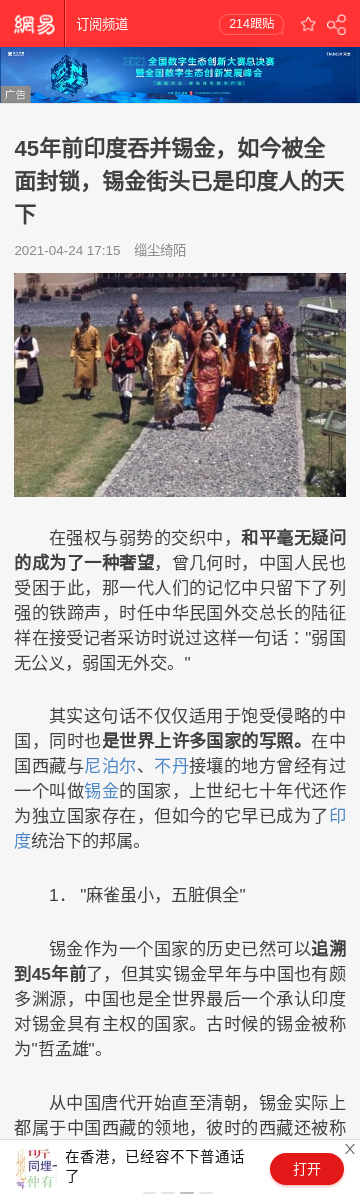 網易
订阅频道
214跟贴
2023 全国数字生态创新大赛总决赛
暨全国数字生态创新发展峰会
广告
45年前印度吞并锡金，如今被全
面封锁，锡金街头已是印度人的天
下
2021-04-24 17:15 缁尘绮陌
在强权与弱势的交织中，和平毫无疑问
的成为了一种奢望，曾几何时，中国人民也
受困于此，那一代人们的记忆中只留下了列
强的铁蹄声，时任中华民国外交总长的陆征
祥在接受记者采访时说过这样一句话："弱国
无公义，弱国无外交。"
其实这句话不仅仅适用于饱受侵略的中
国，同时也是世界上许多国家的写照。在中
国西藏与尼泊尔、不丹接壤的地方曾经有过
一个叫做锡金的国家，上世纪七十年代还作
为独立国家存在，但如今的它早已成为了印
度统治下的邦属。
1． "麻雀虽小，五脏俱全"
锡金作为一个国家的历史已然可以追溯
到45年前了，但其实锡金早年与中国也有颇
多渊源，中国也是全世界最后一个承认印度
对锡金具有主权的国家。古时候的锡金被称
为"哲孟雄"。
从中国唐代开始直至清朝，锡金实际上
都属于中国西藏的领地，彼时的西藏还被称
在香港，已经容不下普通话
了
打开